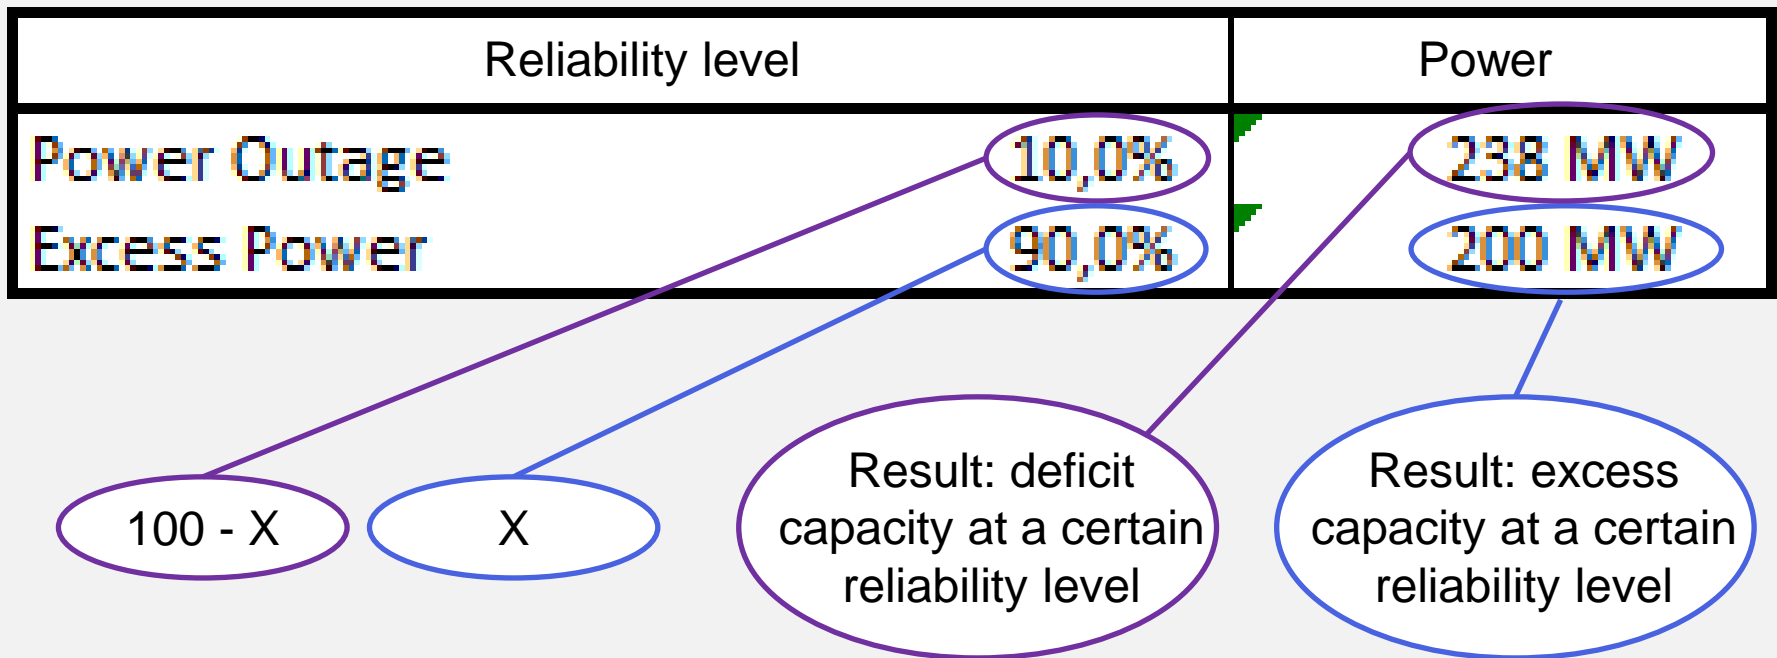 Reliability level Power
Power Outage 10,0% 238 MW
Excess Power 90,0% 200 MW
100 - X
X
Result: deficit
capacity at a certain
reliability level
Result: excess
capacity at a certain
reliability level